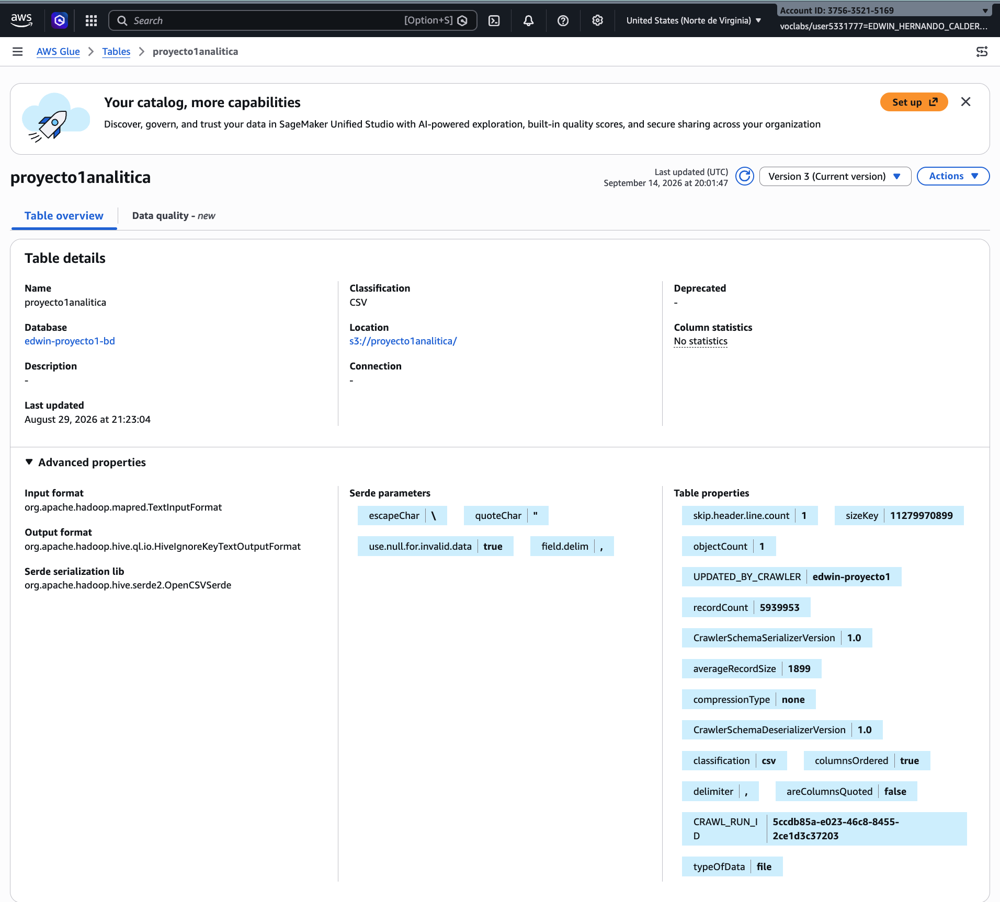 aws
Search
[Option+S]
United States (Norte de Virginia)
Account ID: 3756-3521-5169
voclabs/user5331777=EDWIN_HERNANDO_CALDER...
AWS Glue
Tables
proyecto1analitica
Your catalog, more capabilities
Discover, govern, and trust your data in SageMaker Unified Studio with AI-powered exploration, built-in quality scores, and secure sharing across your organization
Set up
proyecto1analitica
Last updated (UTC)
September 14, 2026 at 20:01:47
Version 3 (Current version)
Actions
Table overview
Data quality - new
Table details
Name
proyecto1analitica
Database
edwin-proyecto1-bd
Description
-
Last updated
August 29, 2026 at 21:23:04
Classification
CSV
Location
s3://proyecto1analitica/
Connection
-
Deprecated
-
Column statistics
No statistics
Advanced properties
Input format
org.apache.hadoop.mapred.TextInputFormat
Output format
org.apache.hadoop.hive.ql.io.HiveIgnoreKeyTextOutputFormat
Serde serialization lib
org.apache.hadoop.hive.serde2.OpenCSVSerde
Serde parameters
escapeChar \ quoteChar "
use.null.for.invalid.data true field.delim ,
Table properties
skip.header.line.count 1 sizeKey 11279970899
objectCount 1
UPDATED_BY_CRAWLER edwin-proyecto1
recordCount 5939953
CrawlerSchemaSerializerVersion 1.0
averageRecordSize 1899
compressionType none
CrawlerSchemaDeserializerVersion 1.0
classification csv columnsOrdered true
delimiter , areColumnsQuoted false
CRAWL_RUN_I 5ccdb85a-e023-46c8-8455-
D 2ce1d3c37203
typeOfData file